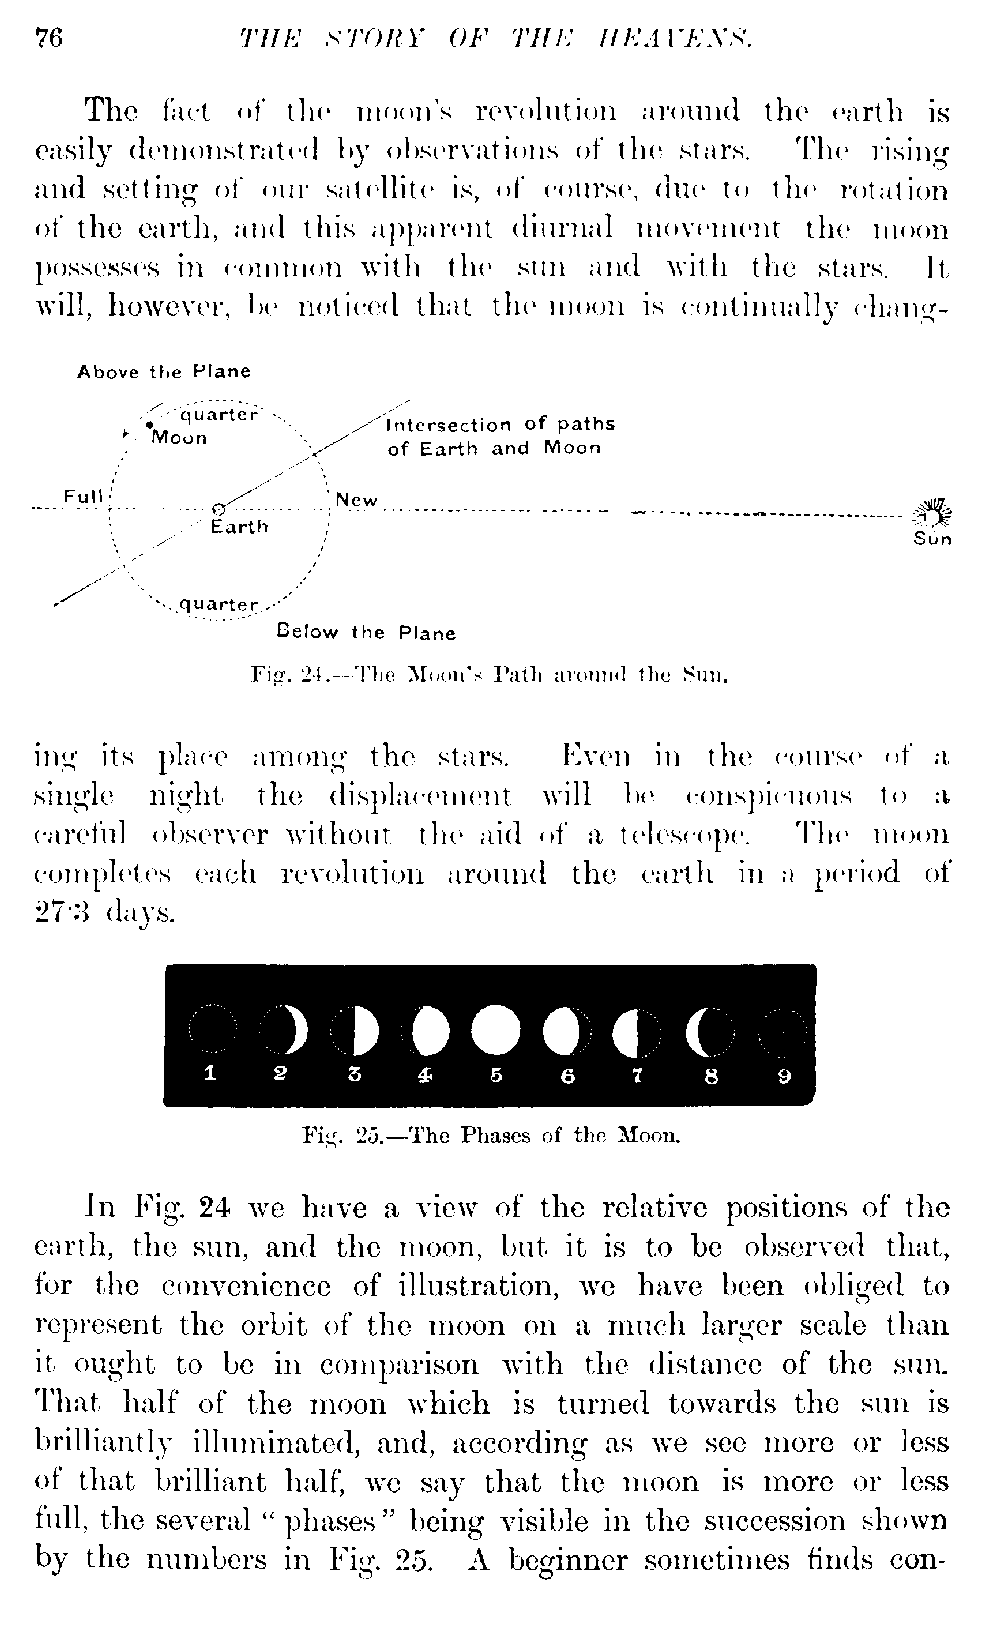 76 THE STORY OF THE HEAVENS.
The fact of the moon's revolution around the earth is
easily demonstrated by observations of the stars. The rising
and setting of our satellite is, of course, due to the rotation
of the earth, and this apparent diurnal movement the moon
possesses in common with the sun and with the stars. It
will, however, be noticed that the moon is continually chang-
Above the Plane
quarter
Moon
Intersection of paths
of Earth and Moon
Full
New
Earth
Sun
quarter
Below the Plane
Fig. 24.—The Moon's Path around the Sun.
ing its place among the stars. Even in the course of a
single night the displacement will be conspicuous to a
careful observer without the aid of a telescope. The moon
completes each revolution around the earth in a period of
27·3 days.
1 2 3 4 5 6 7 8 9
Fig. 25.—The Phases of the Moon.
In Fig. 24 we have a view of the relative positions of the
earth, the sun, and the moon, but it is to be observed that,
for the convenience of illustration, we have been obliged to
represent the orbit of the moon on a much larger scale than
it ought to be in comparison with the distance of the sun.
That half of the moon which is turned towards the sun is
brilliantly illuminated, and, according as we see more or less
of that brilliant half, we say that the moon is more or less
full, the several "phases" being visible in the succession shown
by the numbers in Fig. 25. A beginner sometimes finds con-